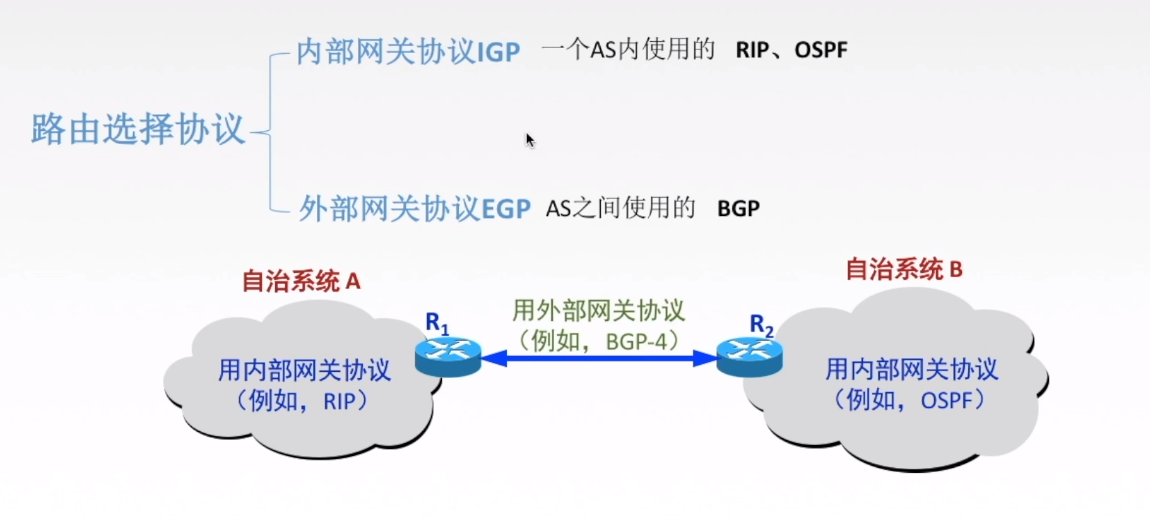 内部网关协议IGP 一个AS内使用的 RIP、OSPF
路由选择协议
外部网关协议EGP AS之间使用的 BGP
自治系统 A
自治系统 B
用外部网关协议
（例如，BGP-4）
R1
R2
用内部网关协议
（例如，RIP）
用内部网关协议
（例如，OSPF）